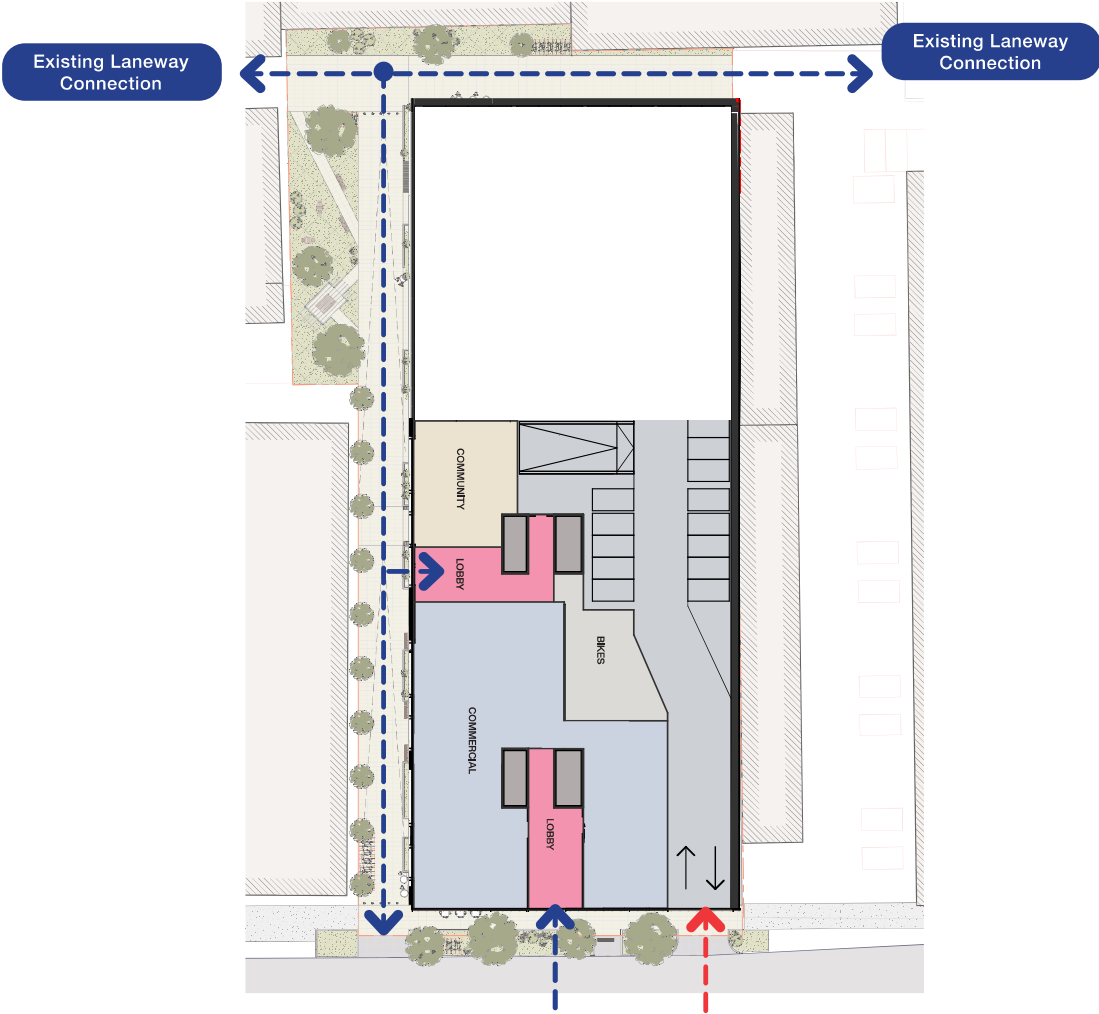 Existing Laneway
Connection
Existing Laneway
Connection
COMMUNITY
LOBBY
BIKES
COMMERCIAL
LOBBY